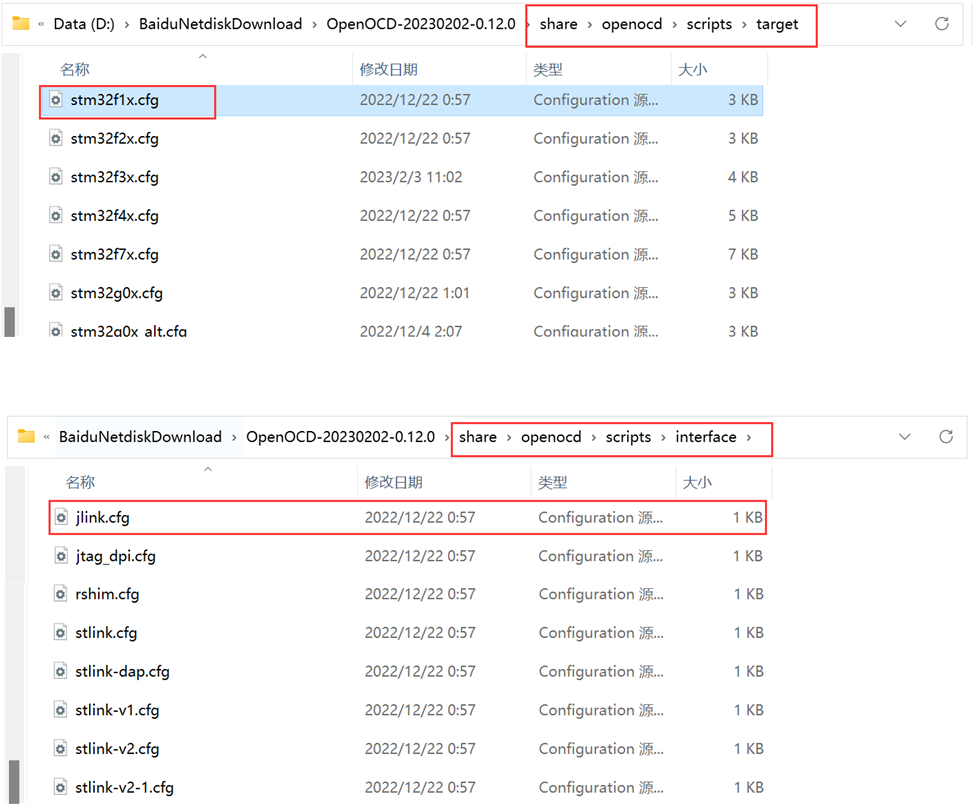 « Data (D:) › BaiduNetdiskDownload › OpenOCD-20230202-0.12.0 › share › openocd › scripts › target
名称 修改日期 类型 大小
stm32f1x.cfg 2022/12/22 0:57 Configuration 源... 3 KB
stm32f2x.cfg 2022/12/22 0:57 Configuration 源... 3 KB
stm32f3x.cfg 2023/2/3 11:02 Configuration 源... 4 KB
stm32f4x.cfg 2022/12/22 0:57 Configuration 源... 5 KB
stm32f7x.cfg 2022/12/22 0:57 Configuration 源... 7 KB
stm32g0x.cfg 2022/12/22 1:01 Configuration 源... 3 KB
stm32g0x_alt.cfg 2022/12/4 2:07 Configuration 源... 3 KB
« BaiduNetdiskDownload › OpenOCD-20230202-0.12.0 › share › openocd › scripts › interface ›
名称 修改日期 类型 大小
jlink.cfg 2022/12/22 0:57 Configuration 源... 1 KB
jtag_dpi.cfg 2022/12/22 0:57 Configuration 源... 1 KB
rshim.cfg 2022/12/22 0:57 Configuration 源... 1 KB
stlink.cfg 2022/12/22 0:57 Configuration 源... 1 KB
stlink-dap.cfg 2022/12/22 0:57 Configuration 源... 1 KB
stlink-v1.cfg 2022/12/22 0:57 Configuration 源... 1 KB
stlink-v2.cfg 2022/12/22 0:57 Configuration 源... 1 KB
stlink-v2-1.cfg 2022/12/22 0:57 Configuration 源... 1 KB